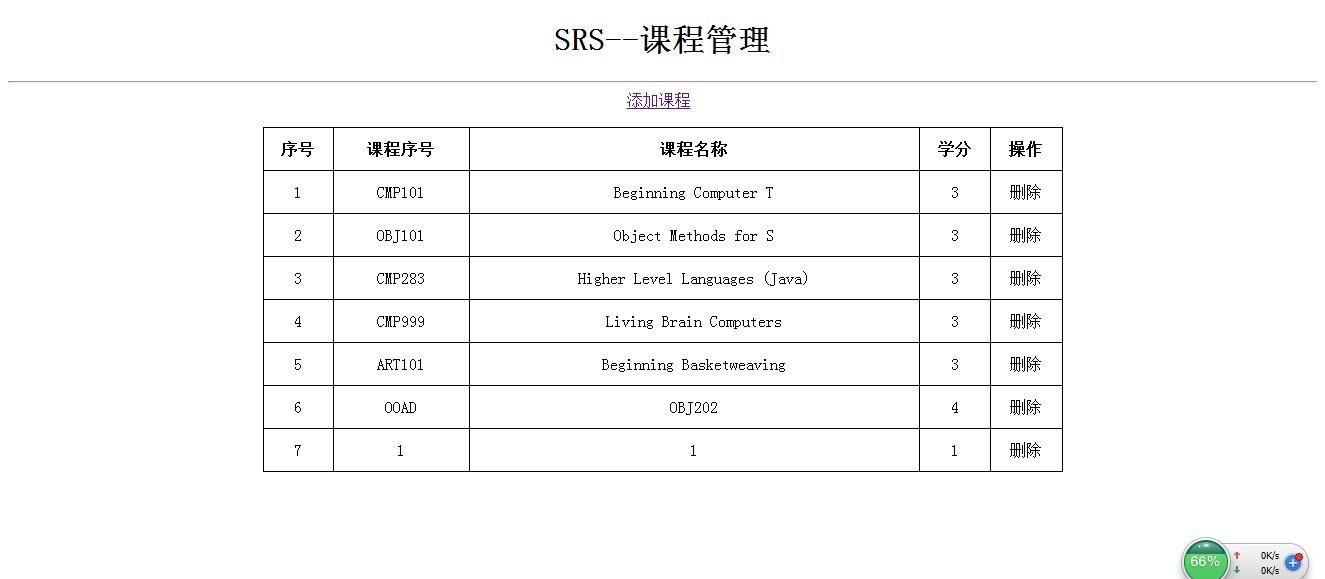 SRS--课程管理
添加课程
序号 课程序号 课程名称 学分 操作
1 CMP101 Beginning Computer T 3 删除
2 OBJ101 Object Methods for S 3 删除
3 CMP283 Higher Level Languages (Java) 3 删除
4 CMP999 Living Brain Computers 3 删除
5 ART101 Beginning Basketweaving 3 删除
6 OOAD OBJ202 4 删除
7 1 1 1 删除
66% 0K/s
0K/s